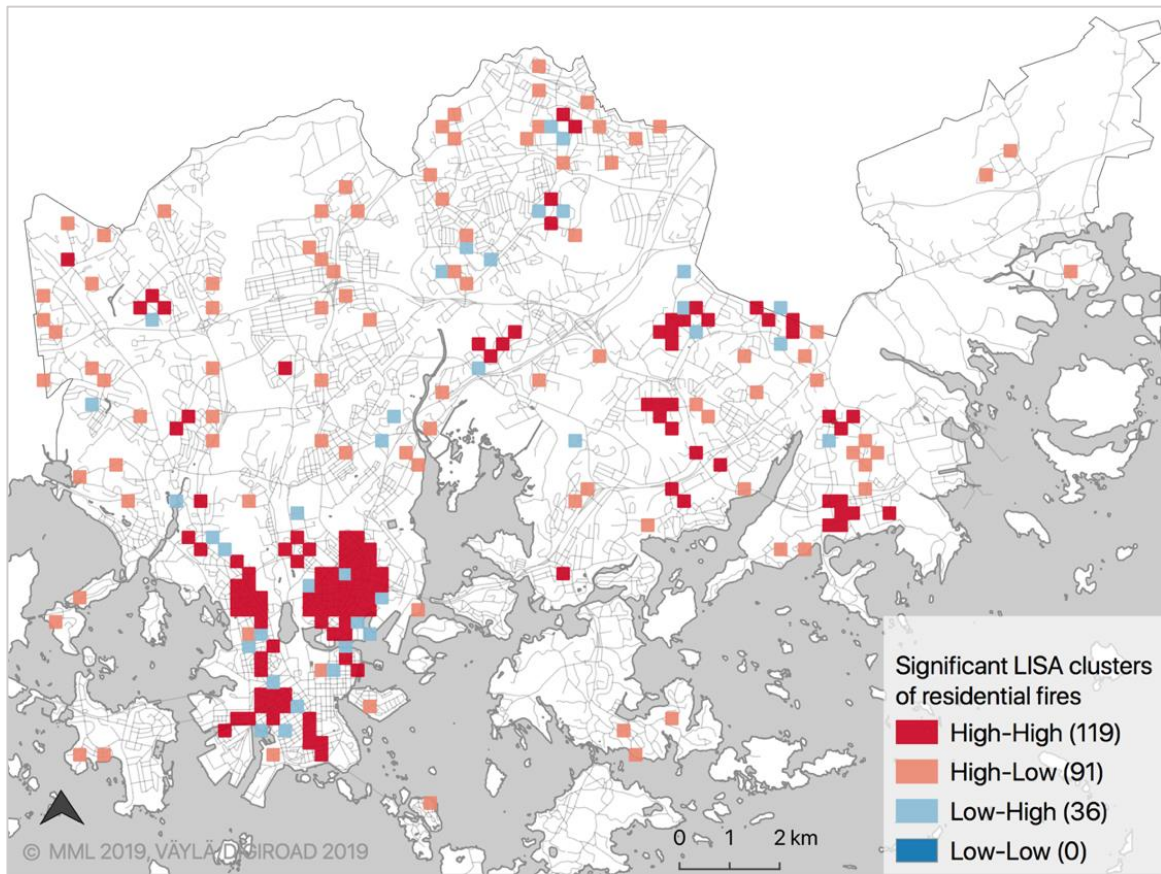 Significant LISA clusters
of residential fires
High-High (119)
High-Low (91)
Low-High (36)
Low-Low (0)
0 1 2 km
© MML 2019, VÄYLÄ DIGIROAD 2019